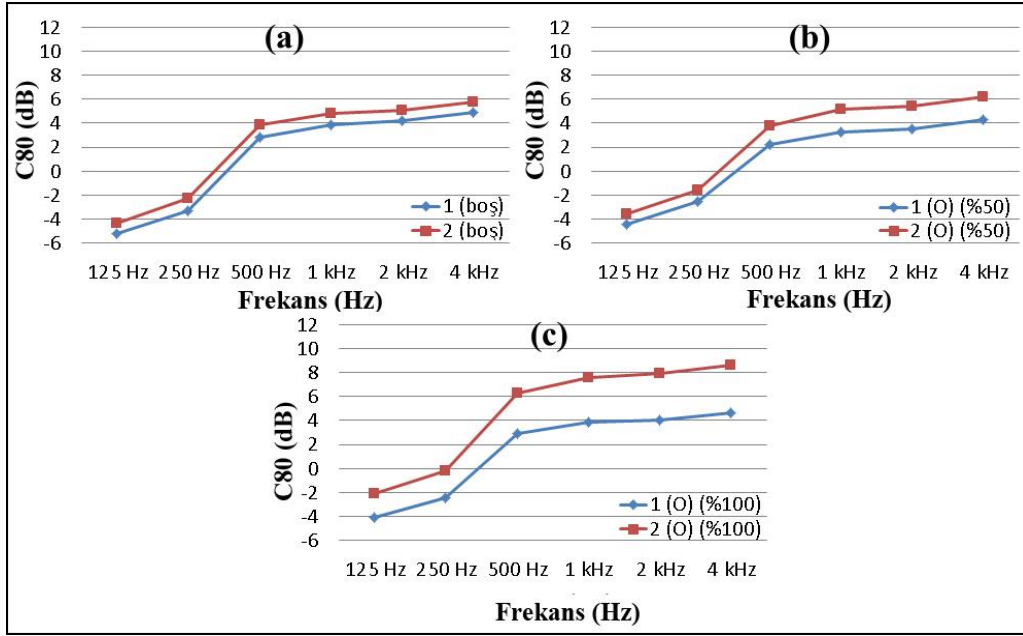 (a)
12
10
8
6
4
2
0
-2
-4
-6
C80 (dB)
1 (boş)
2 (boş)
125 Hz 250 Hz 500 Hz 1 kHz 2 kHz 4 kHz
Frekans (Hz)
(b)
12
10
8
6
4
2
0
-2
-4
-6
C80 (dB)
1 (O) (%50)
2 (O) (%50)
125 Hz 250 Hz 500 Hz 1 kHz 2 kHz 4 kHz
Frekans (Hz)
(c)
12
10
8
6
4
2
0
-2
-4
-6
C80 (dB)
1 (O) (%100)
2 (O) (%100)
125 Hz 250 Hz 500 Hz 1 kHz 2 kHz 4 kHz
Frekans (Hz)